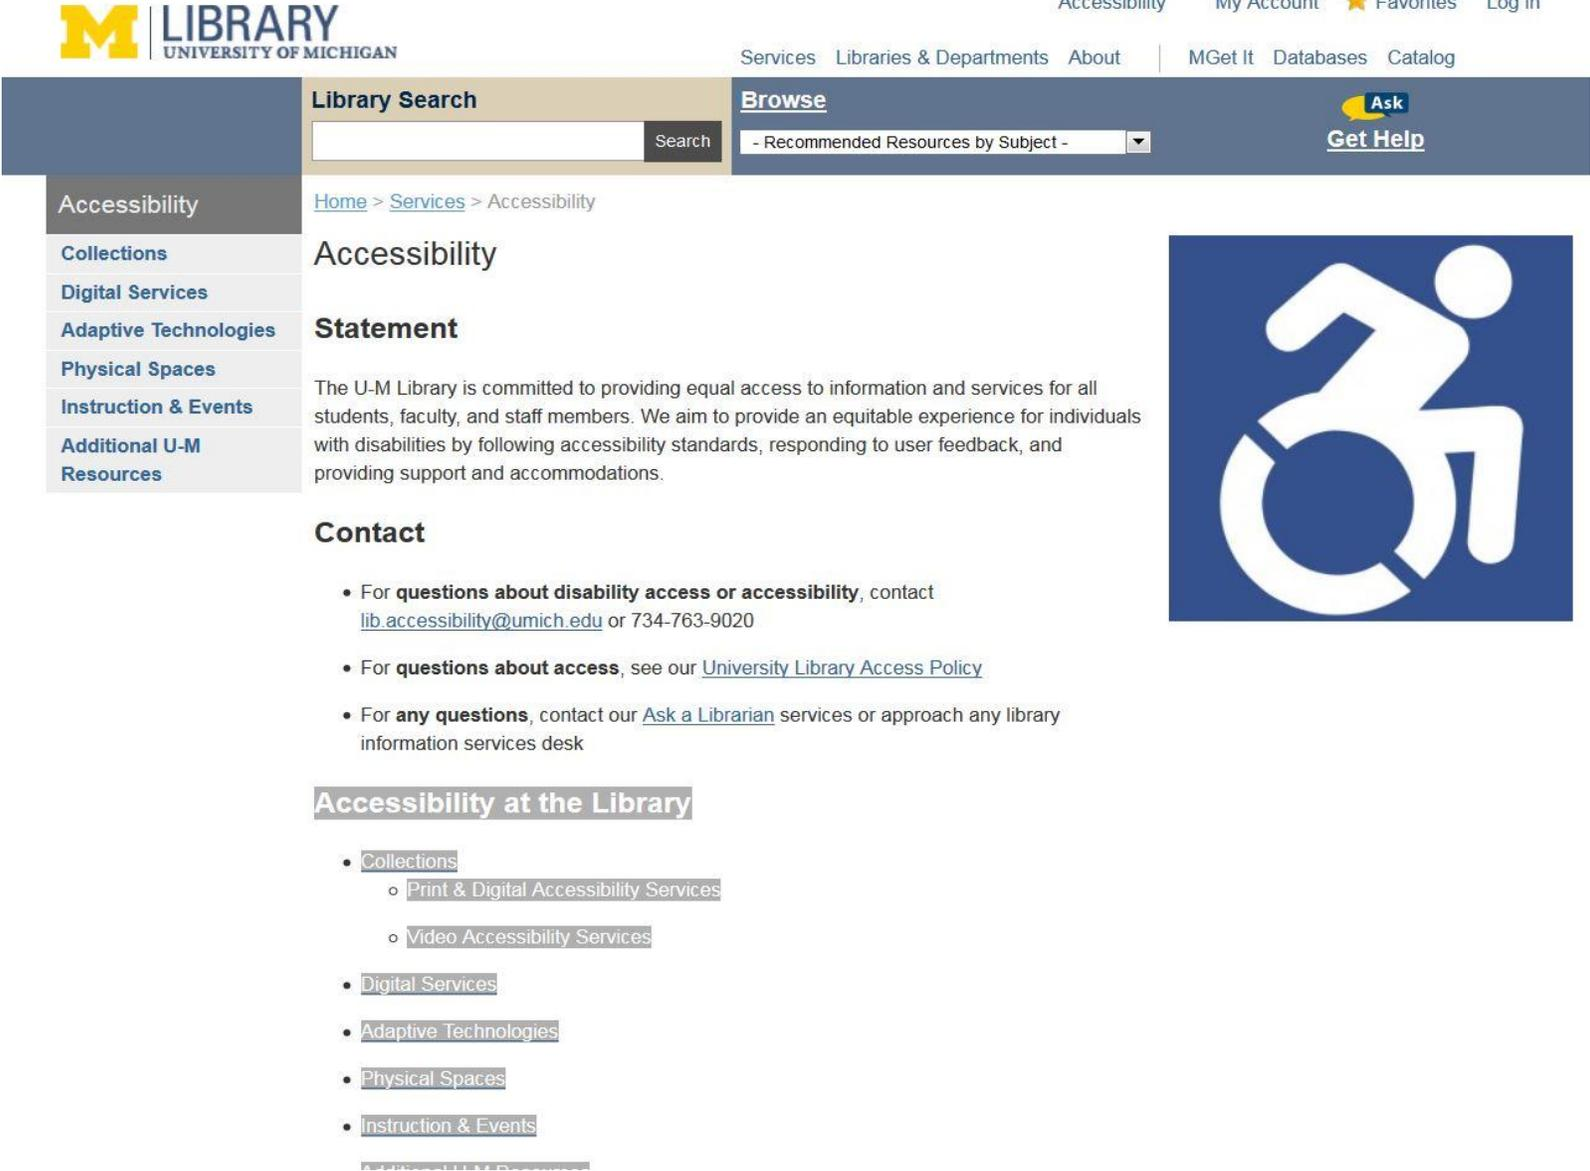 Accessibility My Account Favorites Log in
M LIBRARY
UNIVERSITY OF MICHIGAN
Services Libraries & Departments About MGet It Databases Catalog
Library Search
Search
Browse
- Recommended Resources by Subject -
Ask
Get Help
Accessibility
Collections
Digital Services
Adaptive Technologies
Physical Spaces
Instruction & Events
Additional U-M
Resources
Home > Services > Accessibility
Accessibility
Statement
The U-M Library is committed to providing equal access to information and services for all
students, faculty, and staff members. We aim to provide an equitable experience for individuals
with disabilities by following accessibility standards, responding to user feedback, and
providing support and accommodations.
Contact
• For questions about disability access or accessibility, contact
lib.accessibility@umich.edu or 734-763-9020
• For questions about access, see our University Library Access Policy
• For any questions, contact our Ask a Librarian services or approach any library
information services desk
Accessibility at the Library
• Collections
○ Print & Digital Accessibility Services
○ Video Accessibility Services
• Digital Services
• Adaptive Technologies
• Physical Spaces
• Instruction & Events
Additional U-M Resources